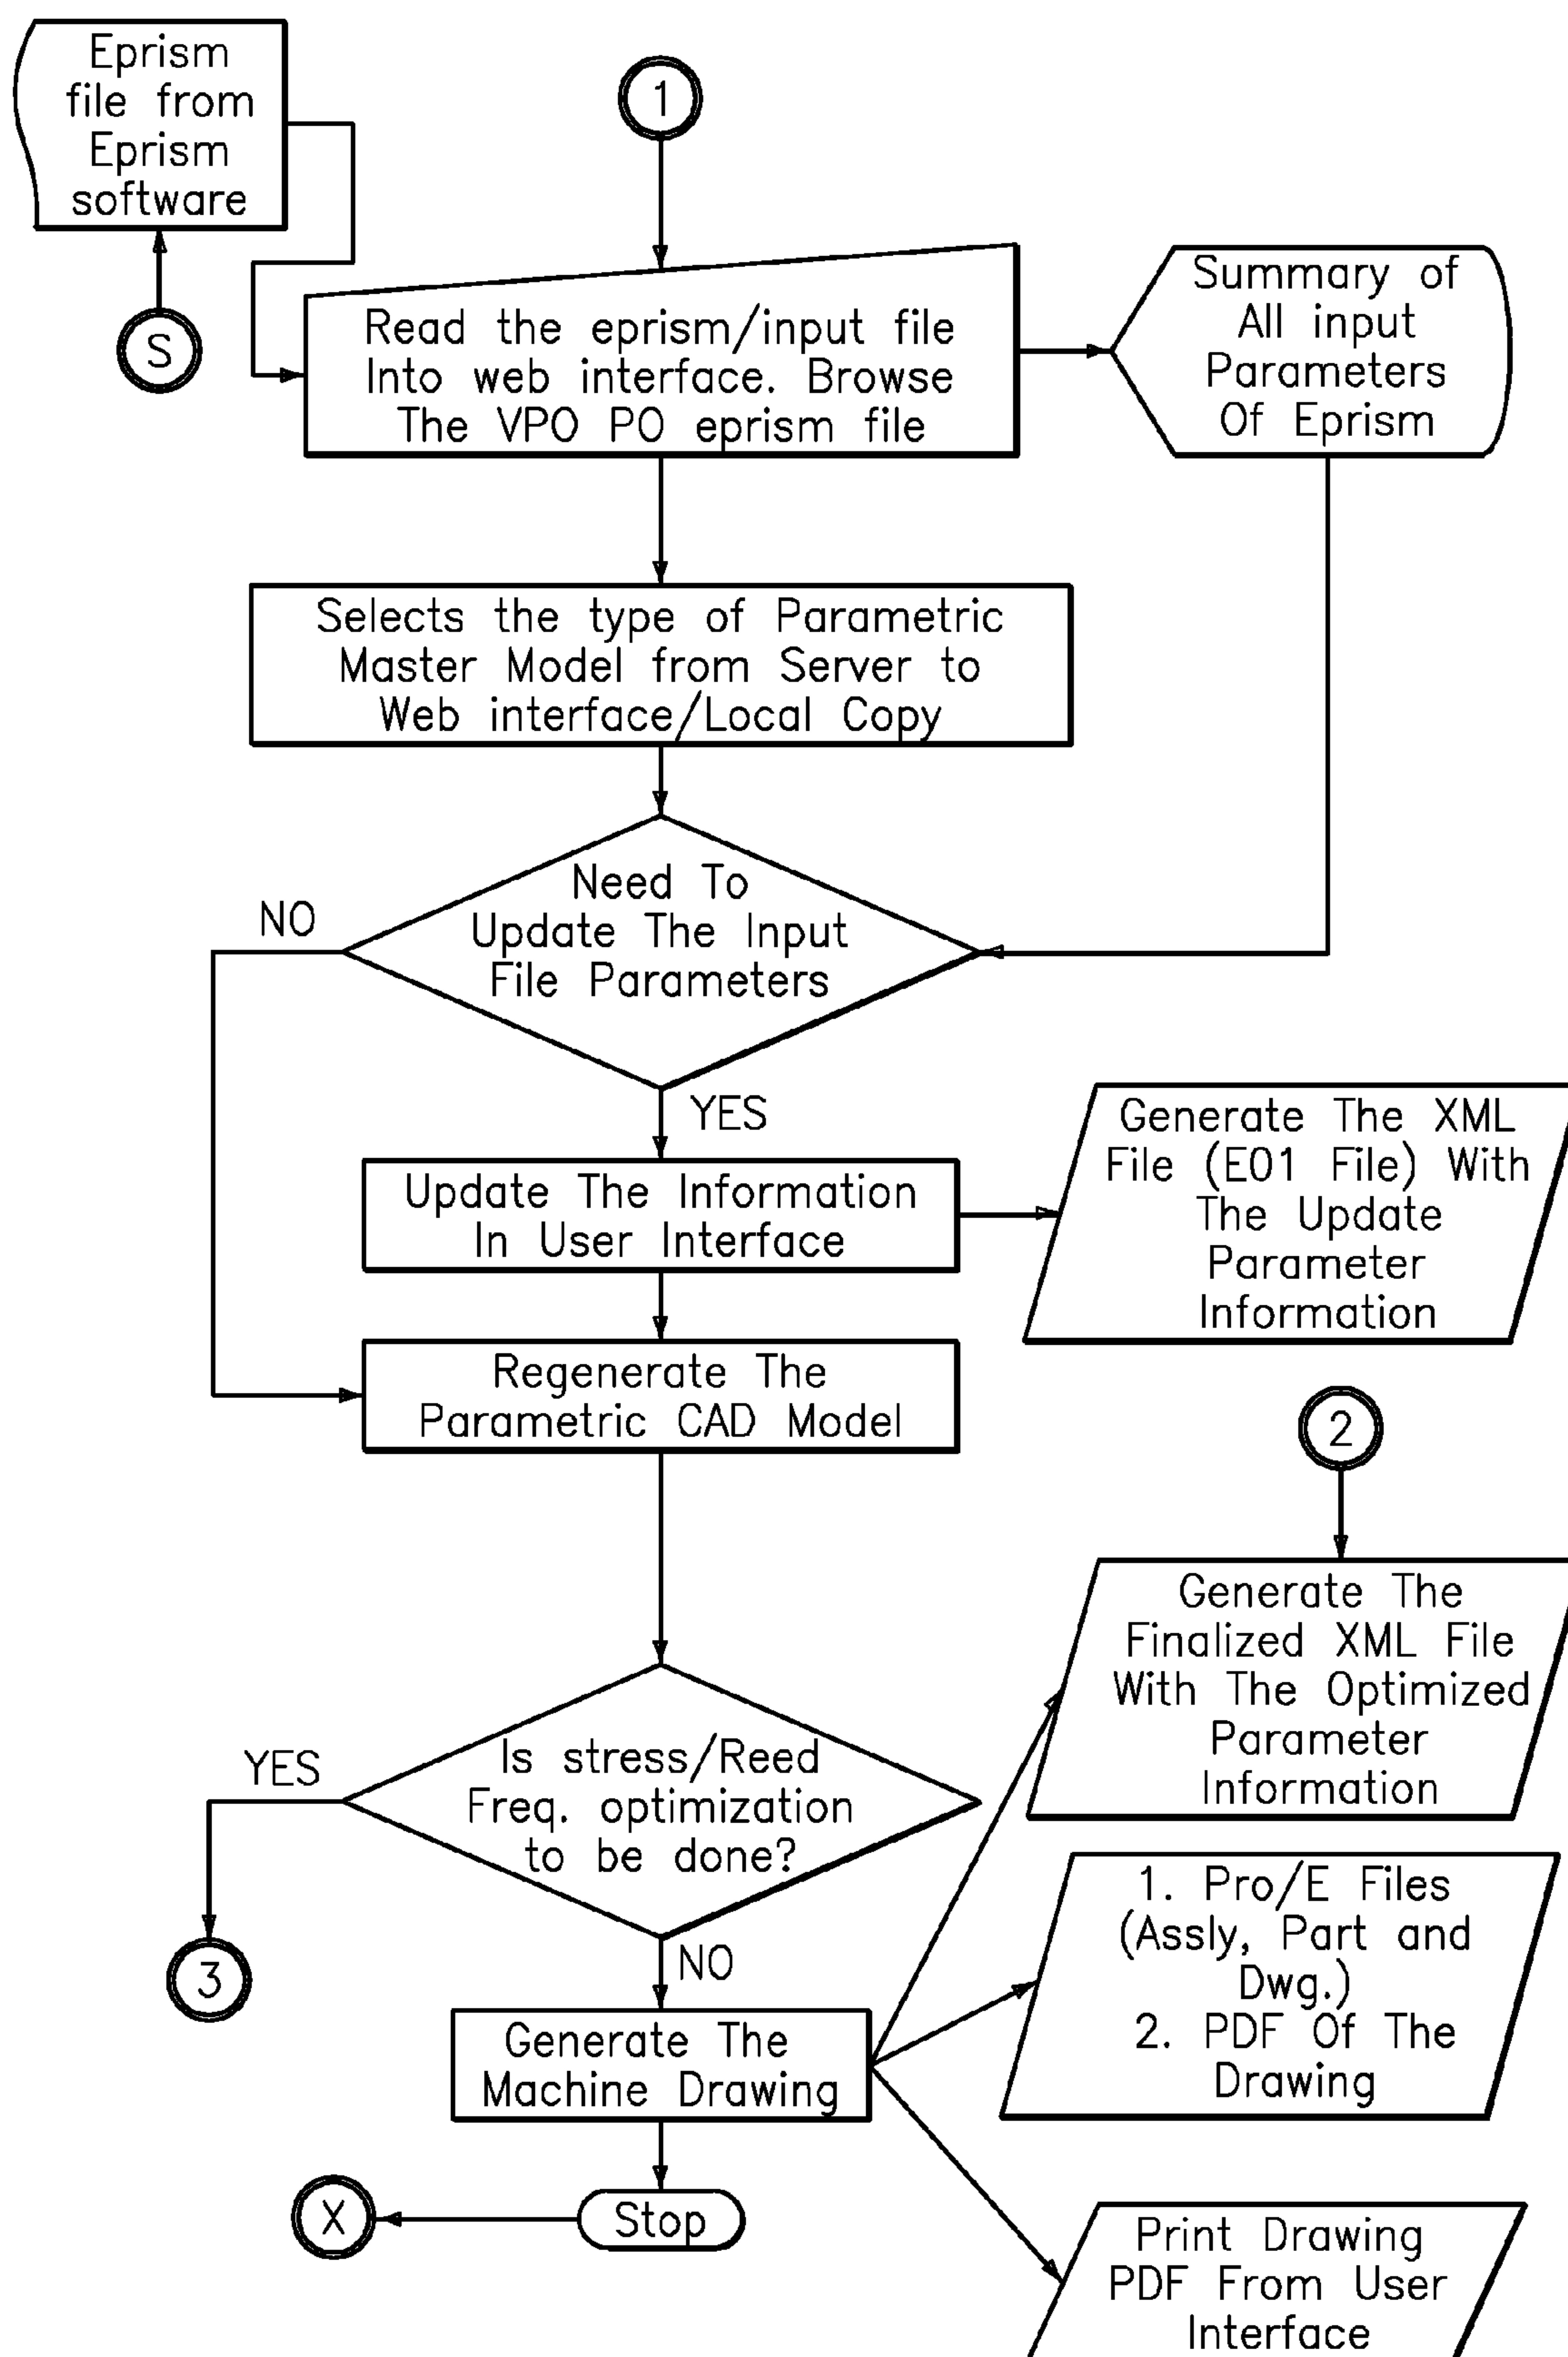 Eprism
file from
Eprism
software
1
S
Read the eprism/input file
Into web interface. Browse
The VPO PO eprism file
Summary of
All input
Parameters
Of Eprism
Selects the type of Parametric
Master Model from Server to
Web interface/Local Copy
Need To
Update The Input
File Parameters
NO
YES
Update The Information
In User Interface
Generate The XML
File (E01 File) With
The Update
Parameter
Information
Regenerate The
Parametric CAD Model
2
Generate The
Finalized XML File
With The Optimized
Parameter
Information
Is stress/Reed
Freq. optimization
to be done?
YES
3
NO
1. Pro/E Files
(Assly, Part and
Dwg.)
2. PDF Of The
Drawing
Generate The
Machine Drawing
Stop
X
Print Drawing
PDF From User
Interface